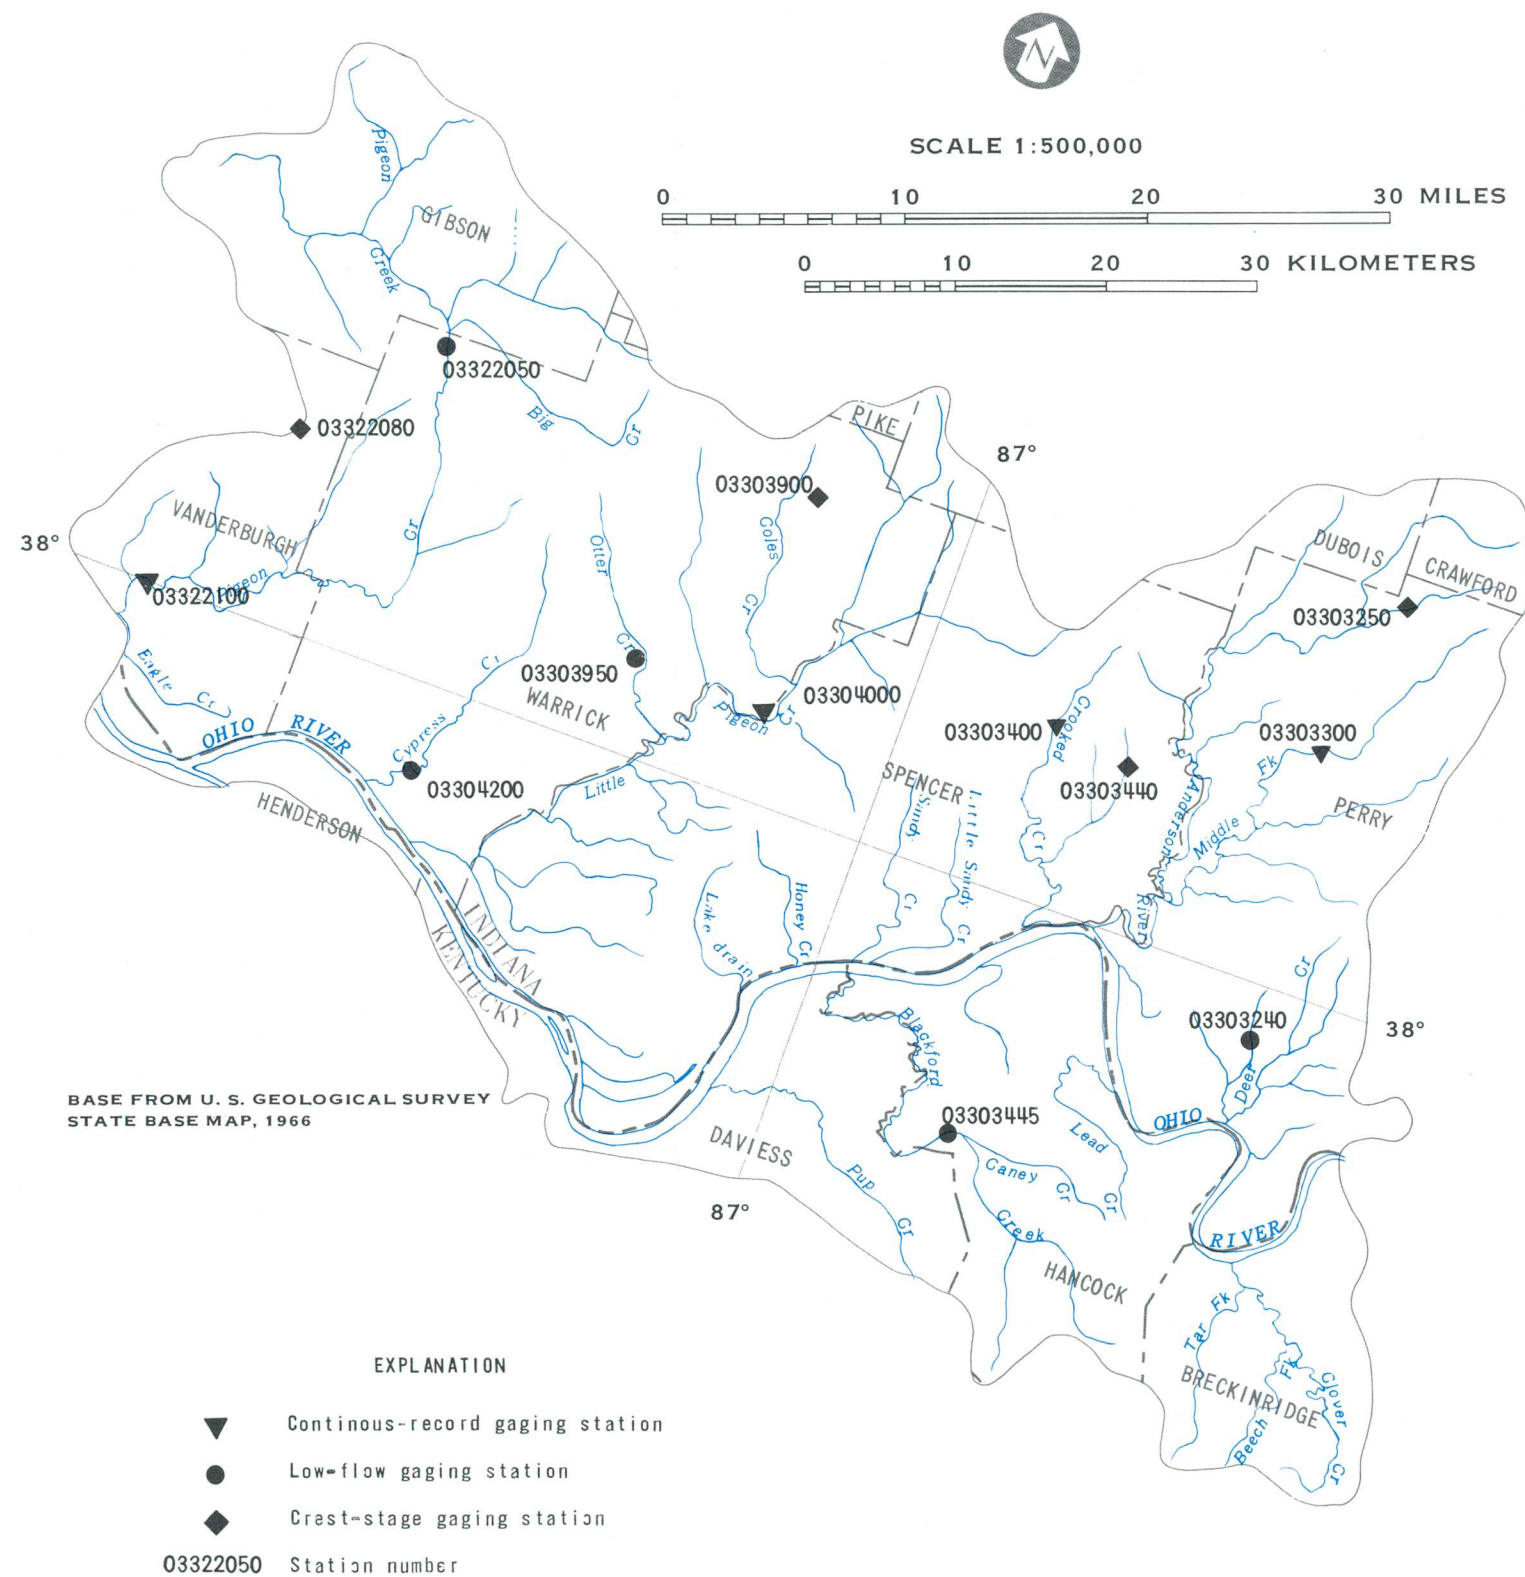 N
SCALE 1:500,000
0 10 20 30 MILES
0 10 20 30 KILOMETERS
Pigeon
GIBSON
Creek
03322050
Big
Cr
PIKE
87°
03322080
03303900
38°
VANDERBURGH
Pigeon
03322100
Cr
Otter
Cr
Coles
Cr
DUBOIS
CRAWFORD
03303250
Eagle Cr
03303950
WARRICK
03304000
Pigeon
Cr
Little
OHIO RIVER
Cypress
Cr
03304200
HENDERSON
03303400
Crooked
Cr
03303440
03303300
Fk
Middle
PERRY
SPENCER
Sandy
Cr
Little Sandy Cr
Anderson
River
INDIANA
KENTUCKY
Lake drain
Honey Cr
Cr
03303240
Deer
38°
Blackford
BASE FROM U. S. GEOLOGICAL SURVEY
STATE BASE MAP, 1966
03303445
DAVIESS
Lead
Cr
OHIO
Caney
Cr
Creek
Pup
Cr
87°
RIVER
HANCOCK
Tar Fk
BRECKINRIDGE
Beech
Fk
Clover
Cr
EXPLANATION
Continous-record gaging station
Low-flow gaging station
Crest-stage gaging station
03322050 Station number